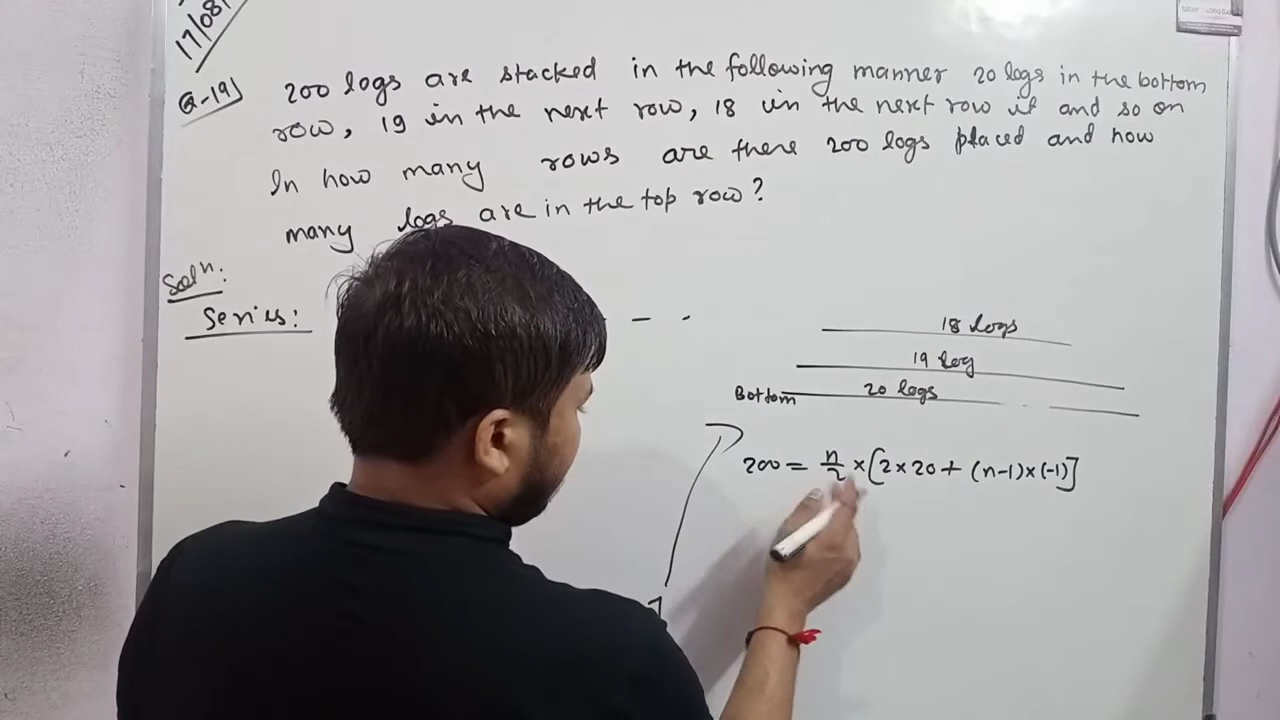 17/08/
Q-19)
200 logs are stacked in the following manner 20 logs in the bottom
row, 19 in the next row, 18 in the next row it and so on
In how many rows are there 200 logs placed and how
many logs are in the top row?
Soln:
Series: - - .
18 logs
19 log
Bottom 20 logs
200 = n/2 × [2×20 + (n-1)×(-1)]